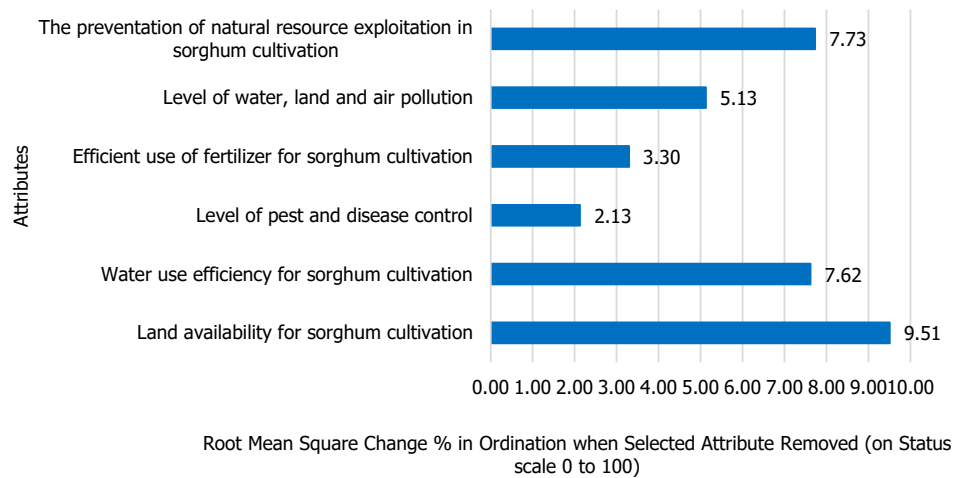 The preventation of natural resource exploitation in
sorghum cultivation
7.73
Level of water, land and air pollution
5.13
Efficient use of fertilizer for sorghum cultivation
3.30
Level of pest and disease control
2.13
Water use efficiency for sorghum cultivation
7.62
Land availability for sorghum cultivation
9.51
Attributes
0.00 1.00 2.00 3.00 4.00 5.00 6.00 7.00 8.00 9.00 10.00
Root Mean Square Change % in Ordination when Selected Attribute Removed (on Status
scale 0 to 100)